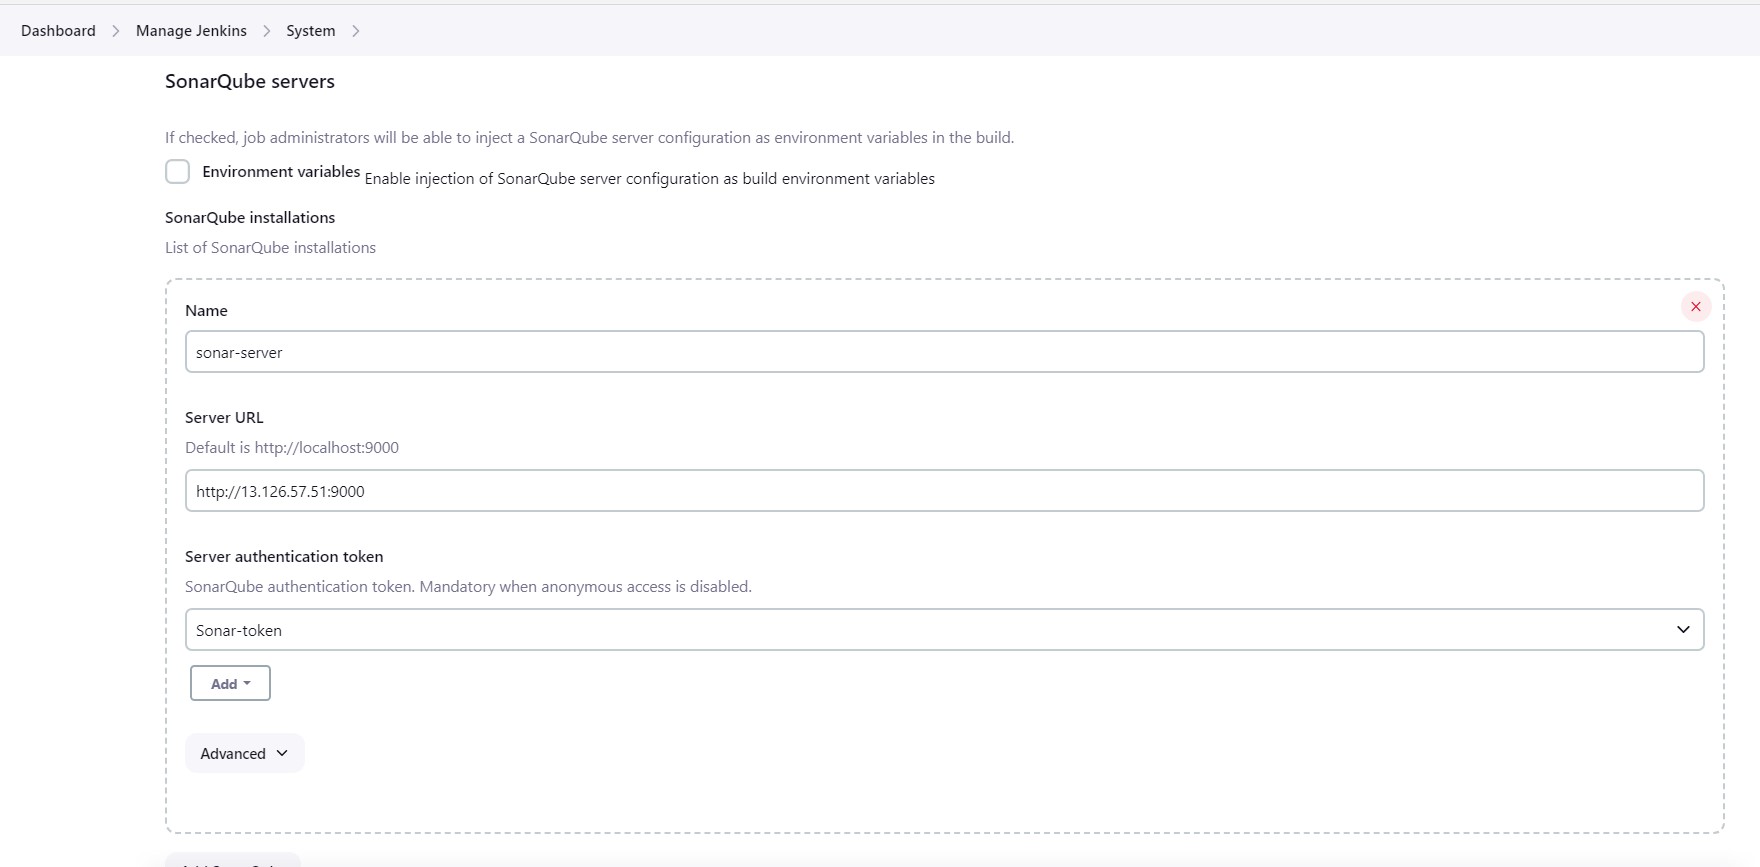 Dashboard > Manage Jenkins > System >
SonarQube servers
If checked, job administrators will be able to inject a SonarQube server configuration as environment variables in the build.
Environment variables Enable injection of SonarQube server configuration as build environment variables
SonarQube installations
List of SonarQube installations
Name
sonar-server
Server URL
Default is http://localhost:9000
http://13.126.57.51:9000
Server authentication token
SonarQube authentication token. Mandatory when anonymous access is disabled.
Sonar-token
Add
Advanced